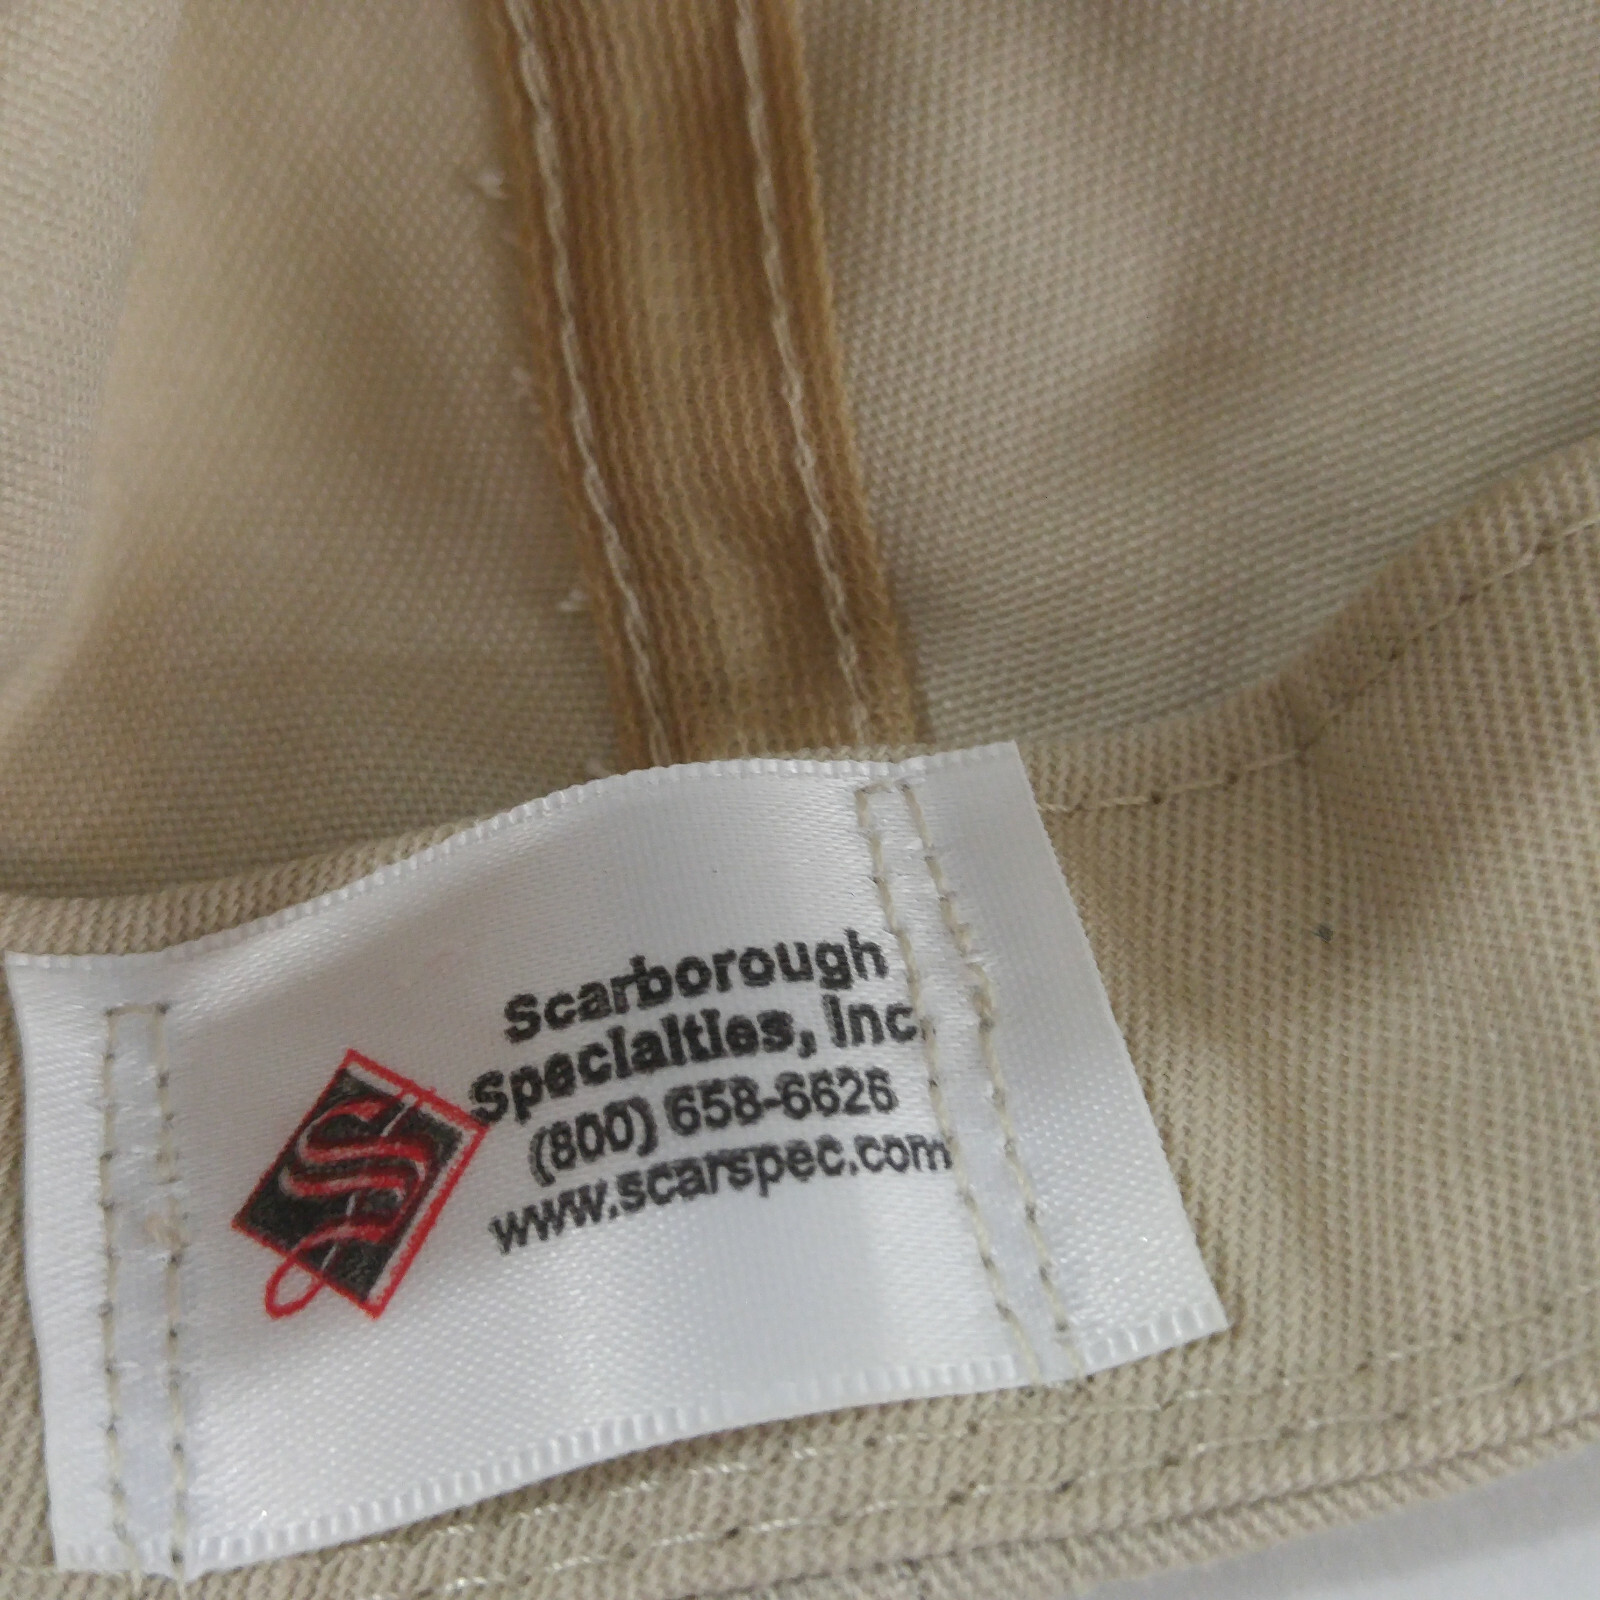 Scarborough
Specialties, Inc.
(800) 658-6626
www.scarspec.com